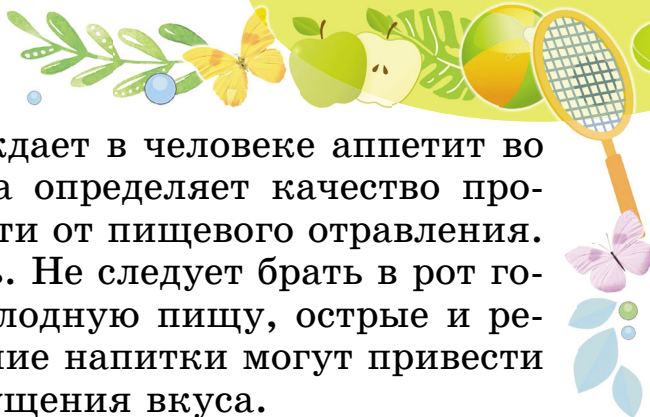 ждает в человеке аппетит во
а определяет качество про-
ти от пищевого отравления.
ь. Не следует брать в рот го-
лодную пищу, острые и ре-
ние напитки могут привести
ущения вкуса.